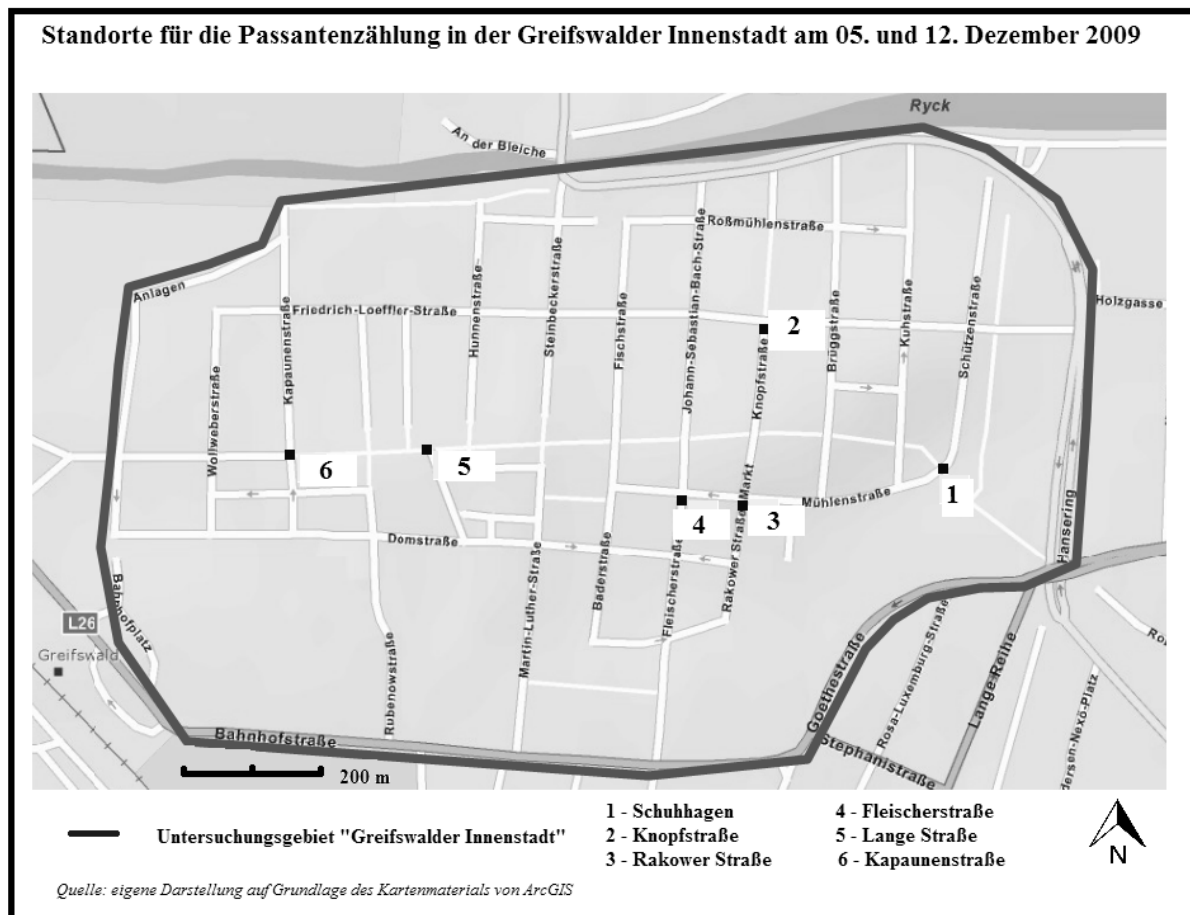 Standorte für die Passantenzählung in der Greifswalder Innenstadt am 05. und 12. Dezember 2009
Ryck
An der Bleiche
Roßmühlenstraße
Anlagen
Holzgasse
Friedrich-Loeffler-Straße
Kapaunenstraße
Hunnenstraße
Steinbeckerstraße
Fischstraße
Johann-Sebastian-Bach-Straße
Knopfstraße
2
Brüggstraße
Kuhstraße
Schützenstraße
Wollweberstraße
6
5
1
Markt
Mühlenstraße
4
3
Hansering
Domstraße
Bahnhofplatz
L26
Greifswald
Rubenowstraße
Martin-Luther-Straße
Baderstraße
Fleischerstraße
Rakower Straße
Goethestraße
Rosa-Luxemburg-Straße
Lange-Reihe
Stephanistraße
dersen-Nexö-Platz
Bahnhofstraße
200 m
Untersuchungsgebiet "Greifswalder Innenstadt"
1 - Schuhhagen
2 - Knopfstraße
3 - Rakower Straße
4 - Fleischerstraße
5 - Lange Straße
6 - Kapaunenstraße
N
Quelle: eigene Darstellung auf Grundlage des Kartenmaterials von ArcGIS